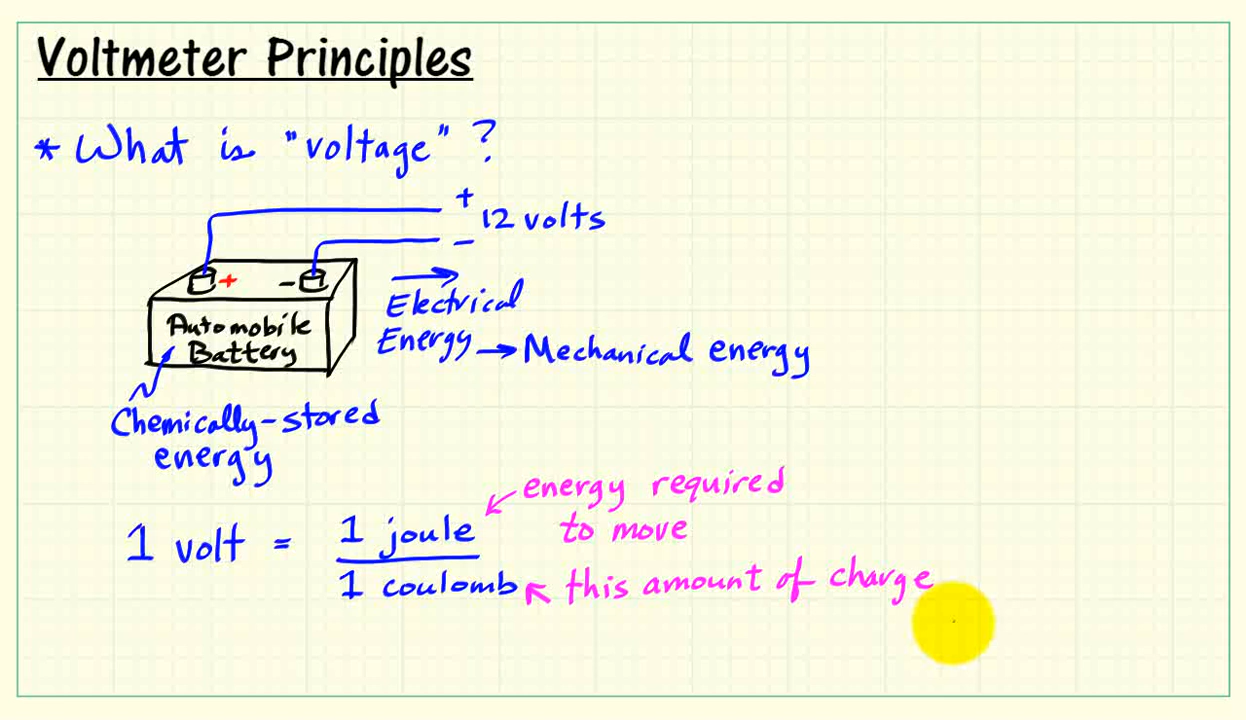 Voltmeter Principles
* What is "voltage" ?
+
12 volts
-
+ -
Automobile
Battery
Electrical
Energy → Mechanical energy
Chemically-stored
energy
energy required
to move
1 volt = 1 joule
1 coulomb
this amount of charge